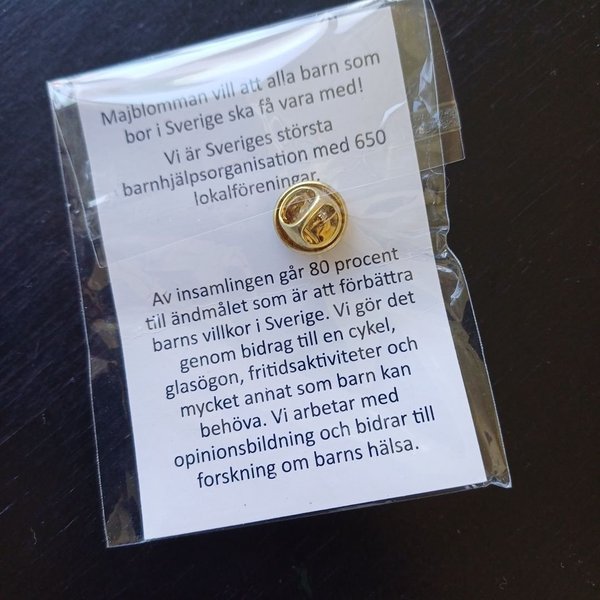 Majblomman vill att alla barn som
bor i Sverige ska få vara med!
Vi är Sveriges största
barnhjälpsorganisation med 650
lokalföreningar.
Av insamlingen går 80 procent
till ändmålet som är att förbättra
barns villkor i Sverige. Vi gör det
genom bidrag till en cykel,
glasögon, fritidsaktiviteter och
mycket annat som barn kan
behöva. Vi arbetar med
opinionsbildning och bidrar till
forskning om barns hälsa.